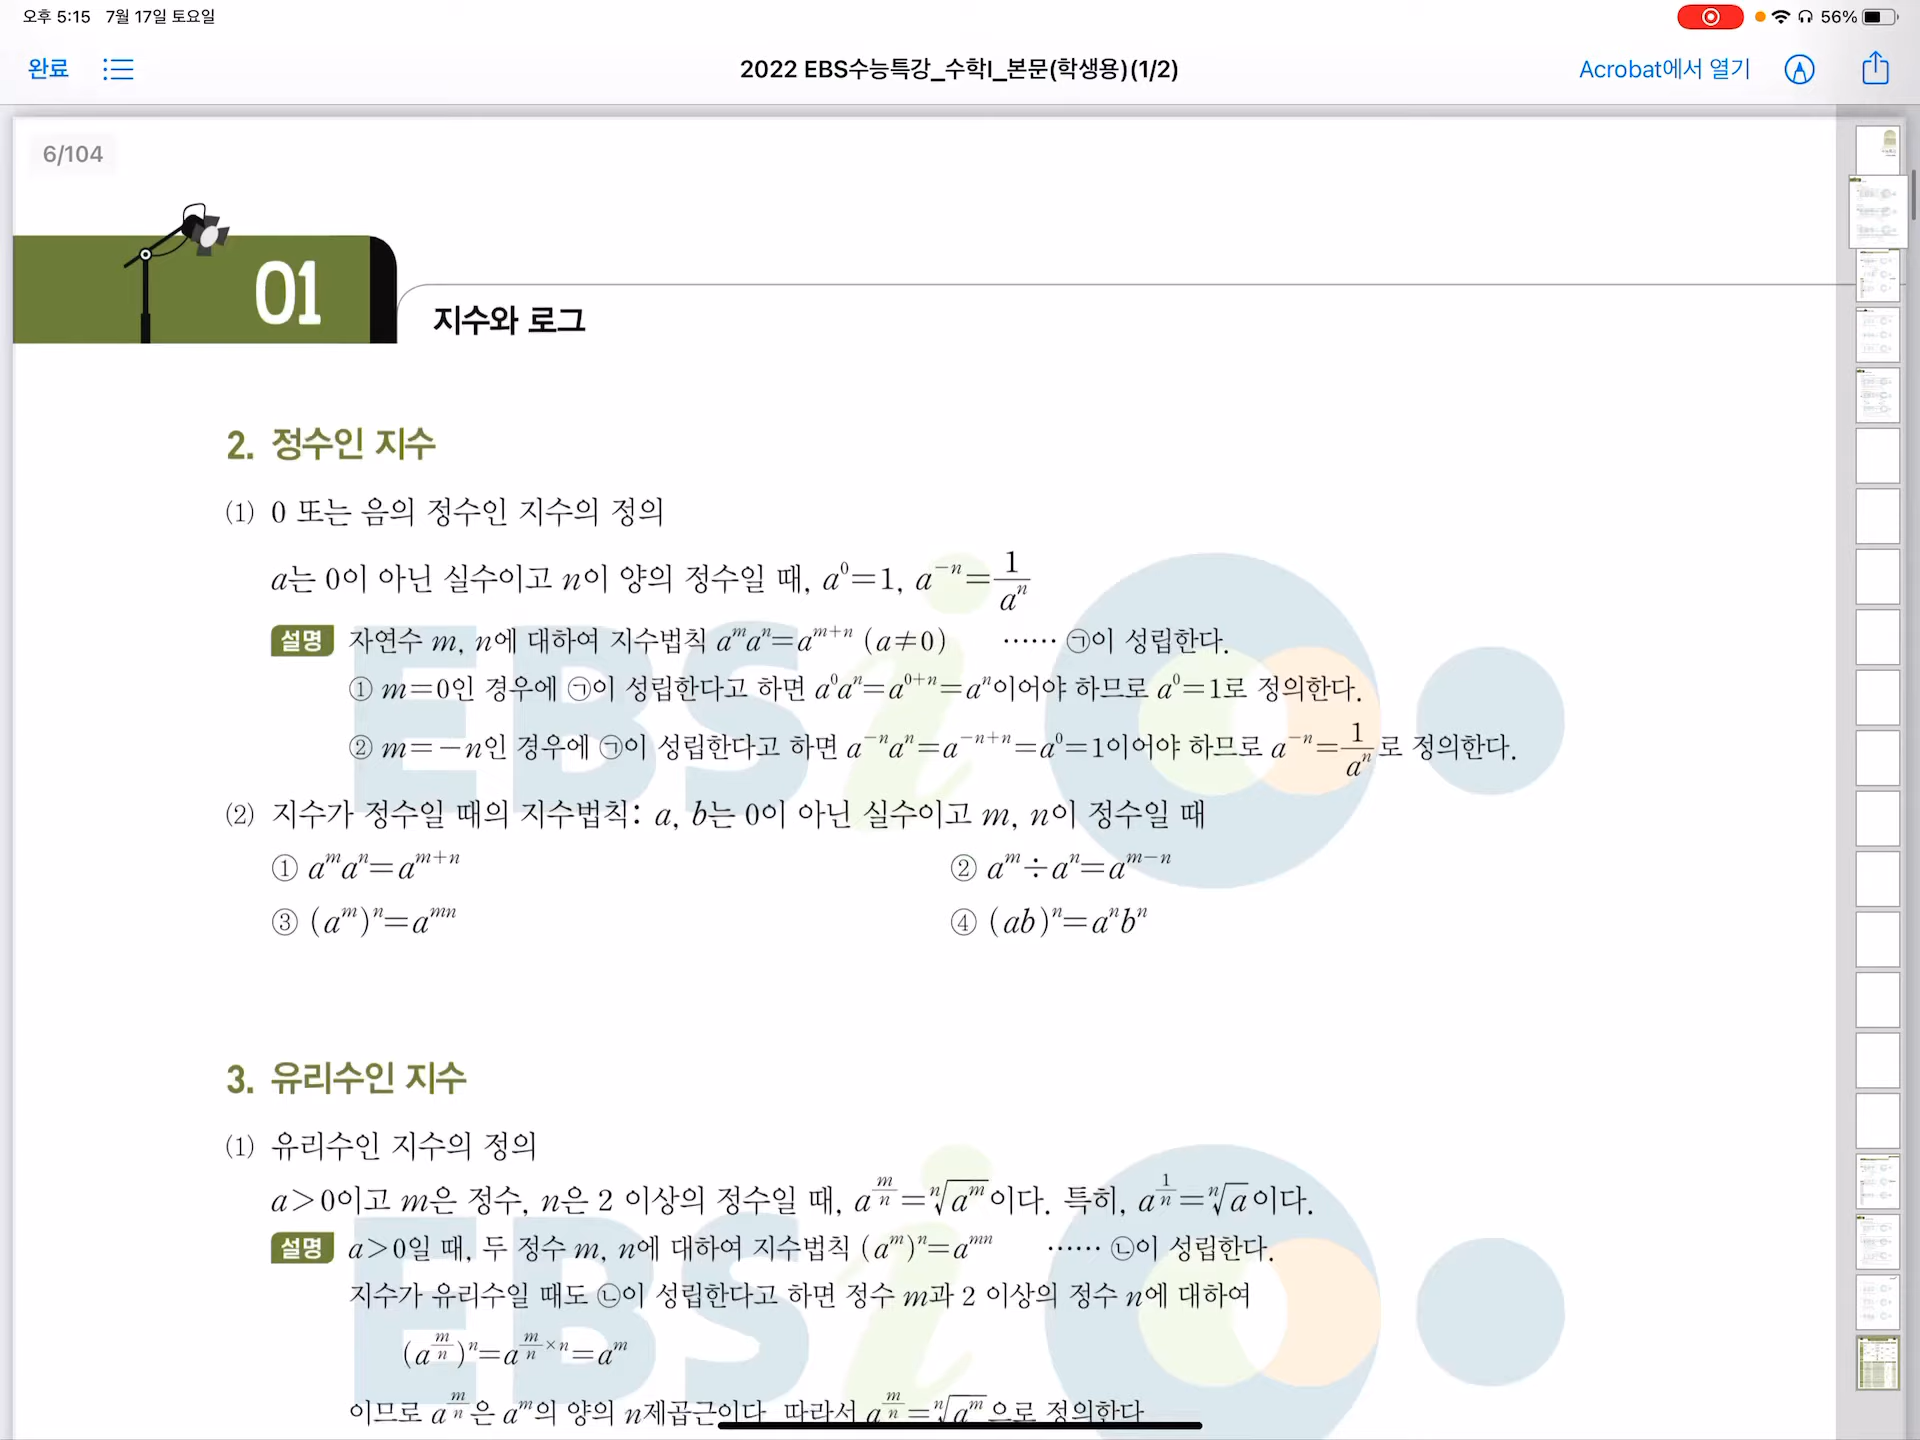 오후 5:15 7월 17일 토요일
56%
완료
2022 EBS수능특강_수학I_본문(학생용)(1/2)
Acrobat에서 열기
6/104
01
지수와 로그
2. 정수인 지수
(1) 0 또는 음의 정수인 지수의 정의
a는 0이 아닌 실수이고 n이 양의 정수일 때, a⁰=1, a⁻ⁿ=1/aⁿ
설명 자연수 m, n에 대하여 지수법칙 aᵐaⁿ=aᵐ⁺ⁿ (a≠0) …… ㉠이 성립한다.
① m=0인 경우에 ㉠이 성립한다고 하면 a⁰aⁿ=a⁰⁺ⁿ=aⁿ이어야 하므로 a⁰=1로 정의한다.
② m=−n인 경우에 ㉠이 성립한다고 하면 a⁻ⁿaⁿ=a⁻ⁿ⁺ⁿ=a⁰=1이어야 하므로 a⁻ⁿ=1/aⁿ로 정의한다.
(2) 지수가 정수일 때의 지수법칙: a, b는 0이 아닌 실수이고 m, n이 정수일 때
① aᵐaⁿ=aᵐ⁺ⁿ ② aᵐ÷aⁿ=aᵐ⁻ⁿ
③ (aᵐ)ⁿ=aᵐⁿ ④ (ab)ⁿ=aⁿbⁿ
3. 유리수인 지수
(1) 유리수인 지수의 정의
a>0이고 m은 정수, n은 2 이상의 정수일 때, a^(m/n)=ⁿ√(aᵐ)이다. 특히, a^(1/n)=ⁿ√a이다.
설명 a>0일 때, 두 정수 m, n에 대하여 지수법칙 (aᵐ)ⁿ=aᵐⁿ …… ㉡이 성립한다.
지수가 유리수일 때도 ㉡이 성립한다고 하면 정수 m과 2 이상의 정수 n에 대하여
(a^(m/n))ⁿ=a^(m/n×n)=aᵐ
이므로 a^(m/n)은 aᵐ의 양의 n제곱근이다. 따라서 a^(m/n)=ⁿ√(aᵐ)으로 정의한다
EBSi
EBSi